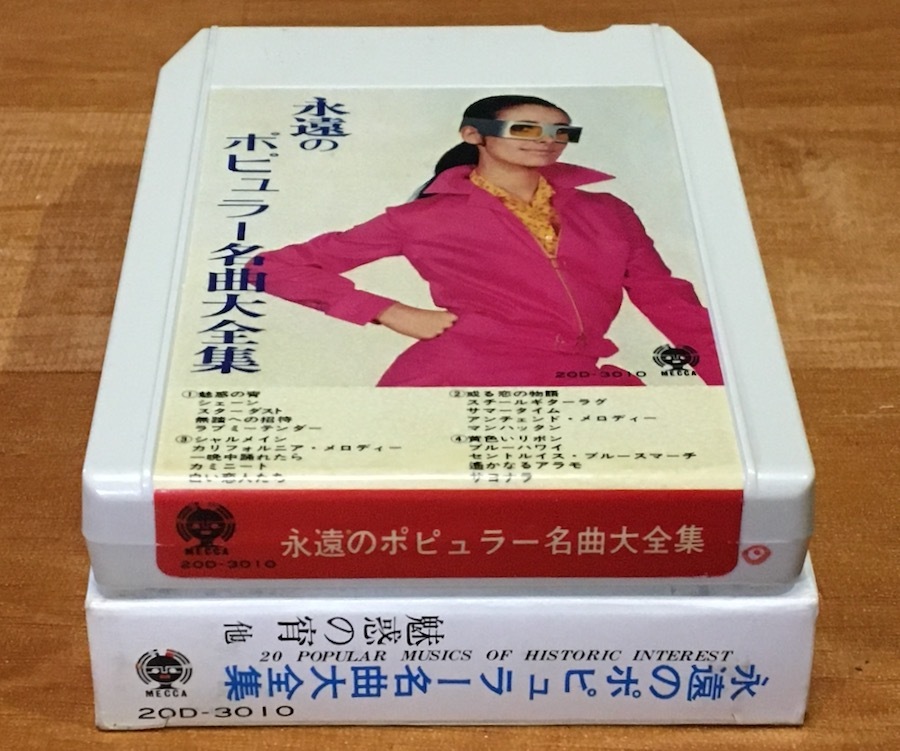 永遠の
ポピュラー名曲大全集
20D-3010
MECCA
①魅惑の宵
シェーン
スターダスト
舞踏への招待
ラブミーテンダー
②或る恋の物語
スチールギターラグ
サマータイム
アンチェンド・メロディー
マンハッタン
③シャルメイン
カリフォルニア・メロディー
一晩中踊れたら
カミニート
白い恋人たち
④黄色いリボン
ブルーハワイ
セントルイス・ブルースマーチ
遥かなるアラモ
サヨナラ
MECCA
20D-3010
永遠のポピュラー名曲大全集
魅惑の宵 他
20 POPULAR MUSICS OF HISTORIC INTEREST
永遠のポピュラー名曲大全集
MECCA
20D-3010